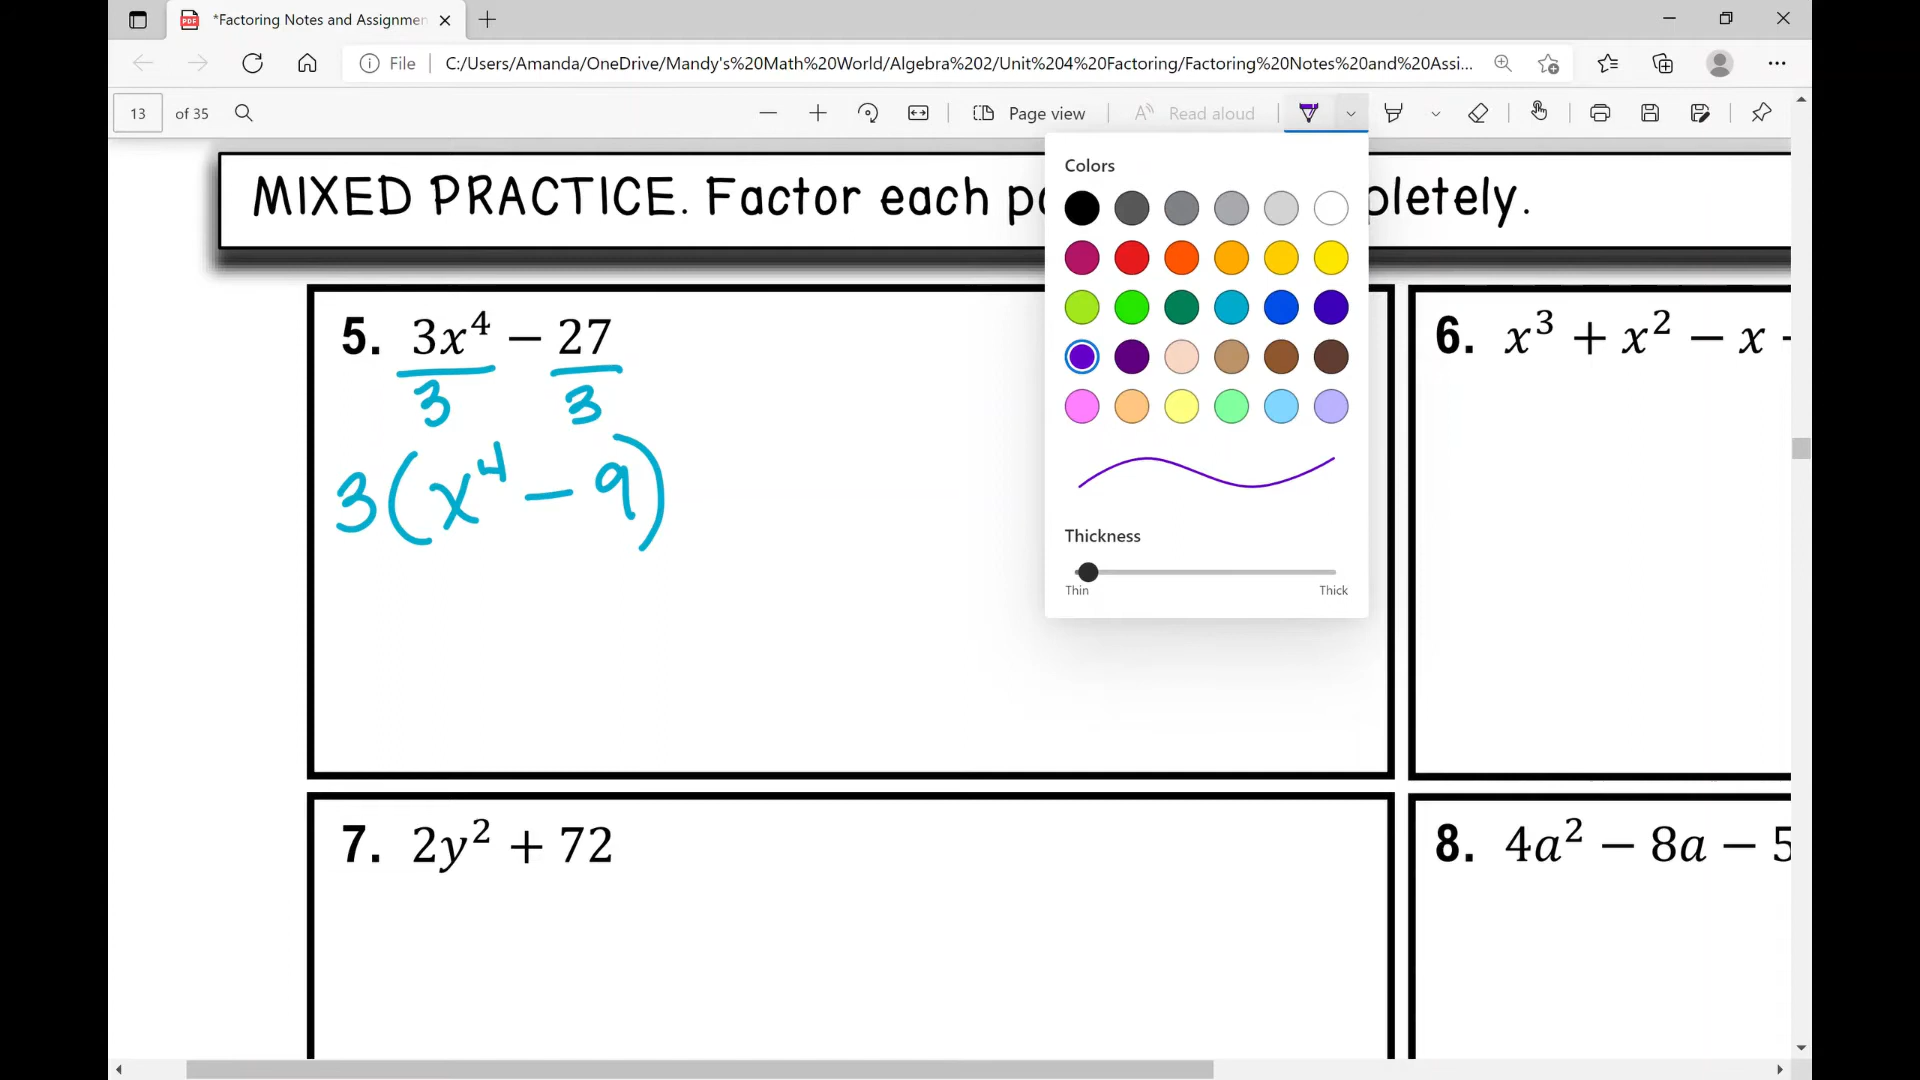 *Factoring Notes and Assignmen
File
C:/Users/Amanda/OneDrive/Mandy's%20Math%20World/Algebra%202/Unit%204%20Factoring/Factoring%20Notes%20and%20Assi...
13 of 35
Page view
Read aloud
MIXED PRACTICE. Factor each po pletely.
Colors
Thickness
Thin Thick
5. 3x⁴ − 27
3 3
3(x⁴ − 9)
6. x³ + x² − x -
7. 2y² + 72
8. 4a² − 8a − 5